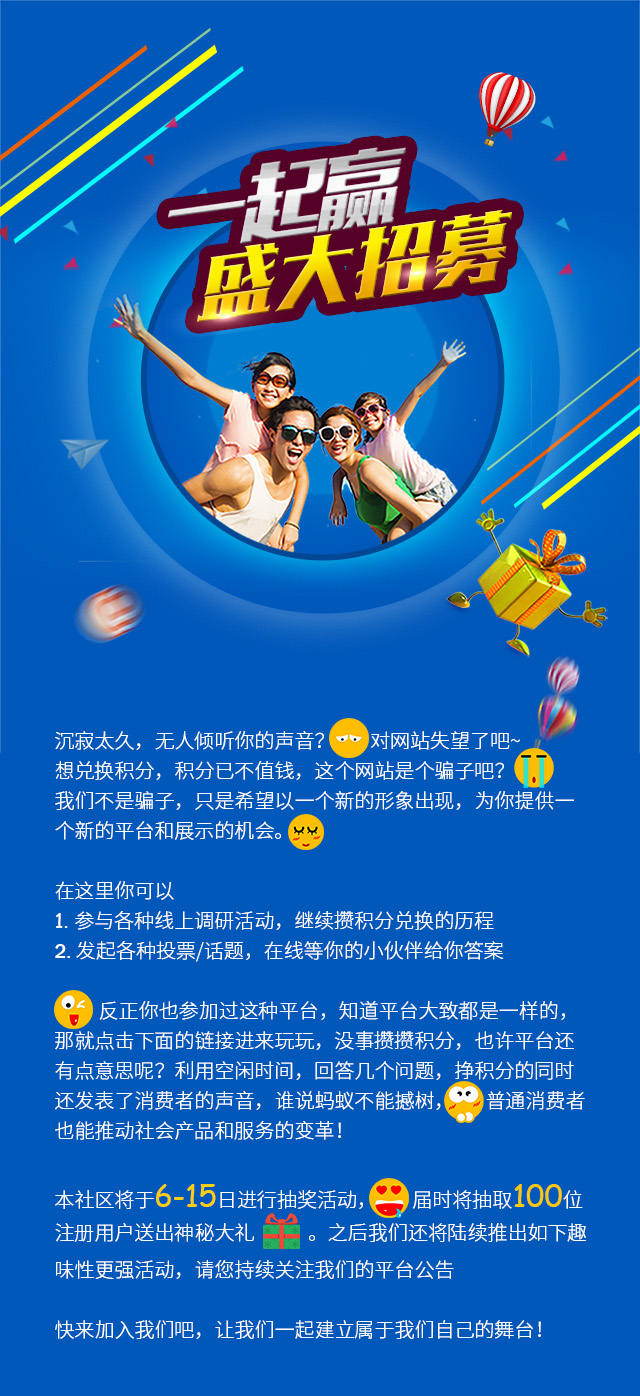 一起赢
盛大招募
沉寂太久，无人倾听你的声音？对网站失望了吧~
想兑换积分，积分已不值钱，这个网站是个骗子吧？
我们不是骗子，只是希望以一个新的形象出现，为你提供一
个新的平台和展示的机会。
在这里你可以
1. 参与各种线上调研活动，继续攒积分兑换的历程
2. 发起各种投票/话题，在线等你的小伙伴给你答案
反正你也参加过这种平台，知道平台大致都是一样的，
那就点击下面的链接进来玩玩，没事攒攒积分，也许平台还
有点意思呢？利用空闲时间，回答几个问题，挣积分的同时
还发表了消费者的声音，谁说蚂蚁不能撼树，普通消费者
也能推动社会产品和服务的变革！
本社区将于6-15日进行抽奖活动，届时将抽取100位
注册用户送出神秘大礼。之后我们还将陆续推出如下趣
味性更强活动，请您持续关注我们的平台公告
快来加入我们吧，让我们一起建立属于我们自己的舞台！